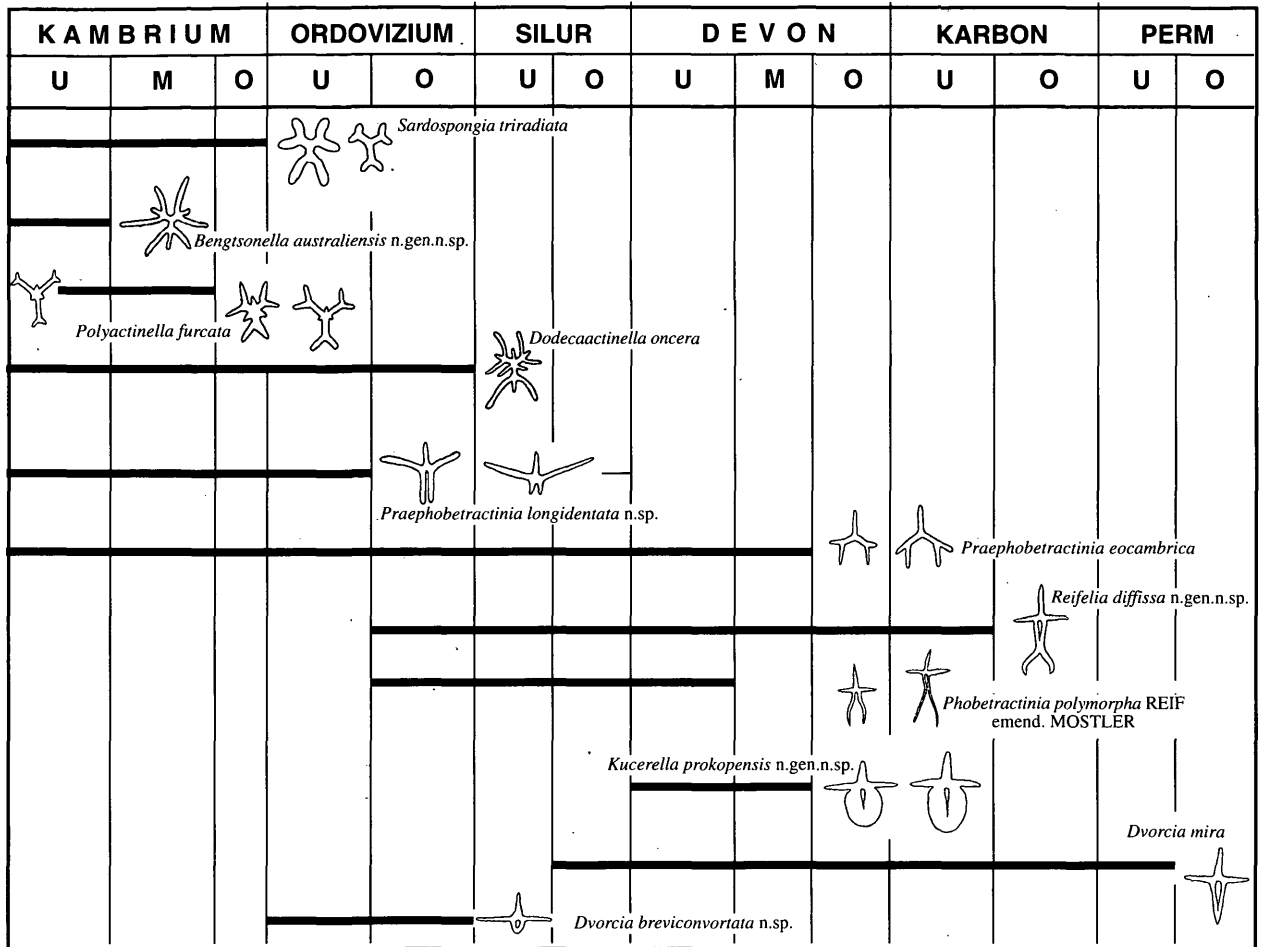 KAMBRIUM ORDOVIZIUM SILUR DEVON KARBON PERM
U M O U O U O U M O U O U O
Sardospongia triradiata
Bengtsonella australiensis n.gen.n.sp.
Polyactinella furcata
Dodecaactinella oncera
Praephobetractinia longidentata n.sp.
Praephobetractinia eocambrica
Reifelia diffissa n.gen.n.sp.
Phobetractinia polymorpha REIF
emend. MOSTLER
Kucerella prokopensis n.gen.n.sp.
Dvorcia mira
Dvorcia breviconvortata n.sp.